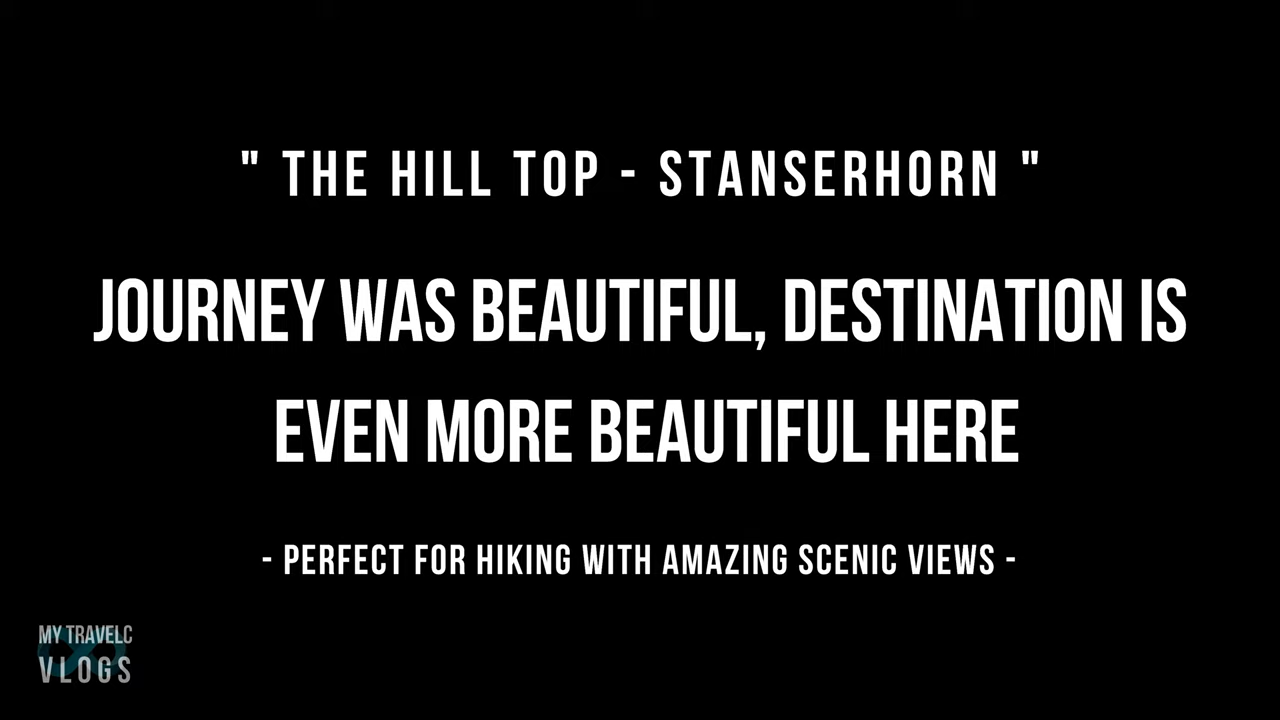 " THE HILL TOP - STANSERHORN "
JOURNEY WAS BEAUTIFUL, DESTINATION IS
EVEN MORE BEAUTIFUL HERE
- PERFECT FOR HIKING WITH AMAZING SCENIC VIEWS -
MY TRAVELC
VLOGS